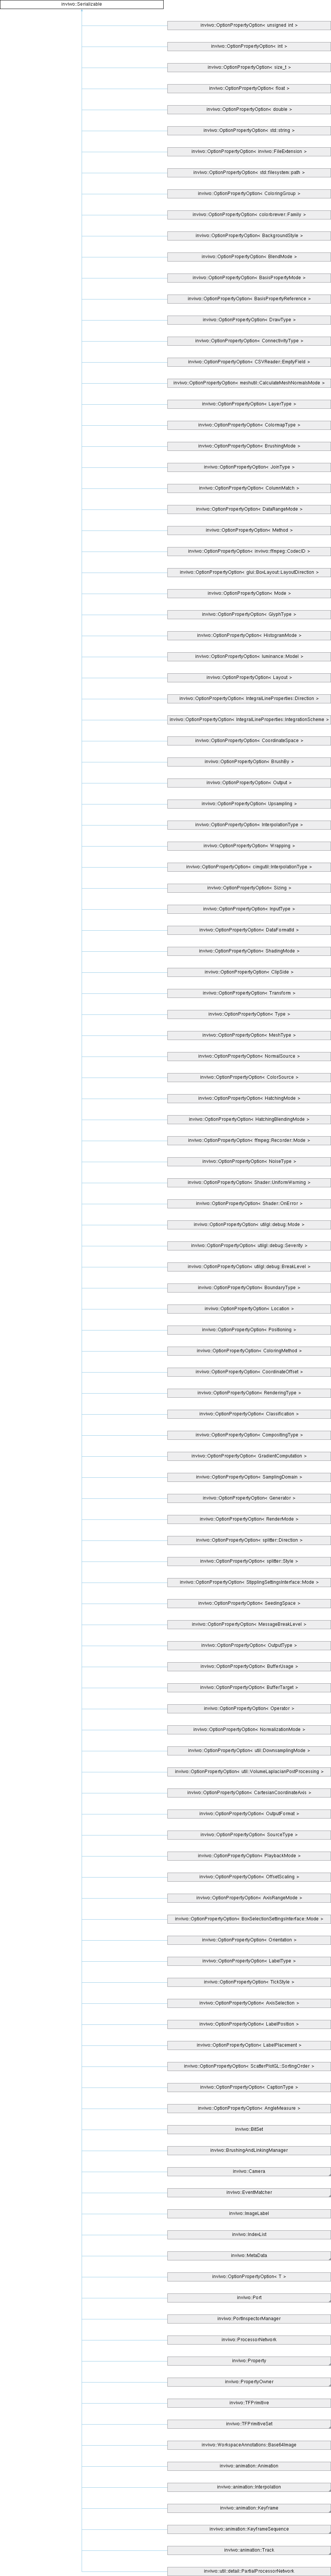 inviwo::Serializable
inviwo::OptionPropertyOption< unsigned int >
inviwo::OptionPropertyOption< int >
inviwo::OptionPropertyOption< size_t >
inviwo::OptionPropertyOption< float >
inviwo::OptionPropertyOption< double >
inviwo::OptionPropertyOption< std::string >
inviwo::OptionPropertyOption< inviwo::FileExtension >
inviwo::OptionPropertyOption< std::filesystem::path >
inviwo::OptionPropertyOption< ColoringGroup >
inviwo::OptionPropertyOption< colorbrewer::Family >
inviwo::OptionPropertyOption< BackgroundStyle >
inviwo::OptionPropertyOption< BlendMode >
inviwo::OptionPropertyOption< BasisPropertyMode >
inviwo::OptionPropertyOption< BasisPropertyReference >
inviwo::OptionPropertyOption< DrawType >
inviwo::OptionPropertyOption< ConnectivityType >
inviwo::OptionPropertyOption< CSVReader::EmptyField >
inviwo::OptionPropertyOption< meshutil::CalculateMeshNormalsMode >
inviwo::OptionPropertyOption< LayerType >
inviwo::OptionPropertyOption< ColormapType >
inviwo::OptionPropertyOption< BrushingMode >
inviwo::OptionPropertyOption< JoinType >
inviwo::OptionPropertyOption< ColumnMatch >
inviwo::OptionPropertyOption< DataRangeMode >
inviwo::OptionPropertyOption< Method >
inviwo::OptionPropertyOption< inviwo::ffmpeg::CodecID >
inviwo::OptionPropertyOption< glui::BoxLayout::LayoutDirection >
inviwo::OptionPropertyOption< Mode >
inviwo::OptionPropertyOption< GlyphType >
inviwo::OptionPropertyOption< HistogramMode >
inviwo::OptionPropertyOption< luminance::Model >
inviwo::OptionPropertyOption< Layout >
inviwo::OptionPropertyOption< IntegralLineProperties::Direction >
inviwo::OptionPropertyOption< IntegralLineProperties::IntegrationScheme >
inviwo::OptionPropertyOption< CoordinateSpace >
inviwo::OptionPropertyOption< BrushBy >
inviwo::OptionPropertyOption< Output >
inviwo::OptionPropertyOption< Upsampling >
inviwo::OptionPropertyOption< InterpolationType >
inviwo::OptionPropertyOption< Wrapping >
inviwo::OptionPropertyOption< cimgutil::InterpolationType >
inviwo::OptionPropertyOption< Sizing >
inviwo::OptionPropertyOption< InputType >
inviwo::OptionPropertyOption< DataFormatId >
inviwo::OptionPropertyOption< ShadingMode >
inviwo::OptionPropertyOption< ClipSide >
inviwo::OptionPropertyOption< Transform >
inviwo::OptionPropertyOption< Type >
inviwo::OptionPropertyOption< MeshType >
inviwo::OptionPropertyOption< NormalSource >
inviwo::OptionPropertyOption< ColorSource >
inviwo::OptionPropertyOption< HatchingMode >
inviwo::OptionPropertyOption< HatchingBlendingMode >
inviwo::OptionPropertyOption< ffmpeg::Recorder::Mode >
inviwo::OptionPropertyOption< NoiseType >
inviwo::OptionPropertyOption< Shader::UniformWarning >
inviwo::OptionPropertyOption< Shader::OnError >
inviwo::OptionPropertyOption< utilgl::debug::Mode >
inviwo::OptionPropertyOption< utilgl::debug::Severity >
inviwo::OptionPropertyOption< utilgl::debug::BreakLevel >
inviwo::OptionPropertyOption< BoundaryType >
inviwo::OptionPropertyOption< Location >
inviwo::OptionPropertyOption< Positioning >
inviwo::OptionPropertyOption< ColoringMethod >
inviwo::OptionPropertyOption< CoordinateOffset >
inviwo::OptionPropertyOption< RenderingType >
inviwo::OptionPropertyOption< Classification >
inviwo::OptionPropertyOption< CompositingType >
inviwo::OptionPropertyOption< GradientComputation >
inviwo::OptionPropertyOption< SamplingDomain >
inviwo::OptionPropertyOption< Generator >
inviwo::OptionPropertyOption< RenderMode >
inviwo::OptionPropertyOption< splitter::Direction >
inviwo::OptionPropertyOption< splitter::Style >
inviwo::OptionPropertyOption< StipplingSettingsInterface::Mode >
inviwo::OptionPropertyOption< SeedingSpace >
inviwo::OptionPropertyOption< MessageBreakLevel >
inviwo::OptionPropertyOption< OutputType >
inviwo::OptionPropertyOption< BufferUsage >
inviwo::OptionPropertyOption< BufferTarget >
inviwo::OptionPropertyOption< Operator >
inviwo::OptionPropertyOption< NormalizationMode >
inviwo::OptionPropertyOption< util::DownsamplingMode >
inviwo::OptionPropertyOption< util::VolumeLaplacianPostProcessing >
inviwo::OptionPropertyOption< CartesianCoordinateAxis >
inviwo::OptionPropertyOption< OutputFormat >
inviwo::OptionPropertyOption< SourceType >
inviwo::OptionPropertyOption< PlaybackMode >
inviwo::OptionPropertyOption< OffsetScaling >
inviwo::OptionPropertyOption< AxisRangeMode >
inviwo::OptionPropertyOption< BoxSelectionSettingsInterface::Mode >
inviwo::OptionPropertyOption< Orientation >
inviwo::OptionPropertyOption< LabelType >
inviwo::OptionPropertyOption< TickStyle >
inviwo::OptionPropertyOption< AxisSelection >
inviwo::OptionPropertyOption< LabelPosition >
inviwo::OptionPropertyOption< LabelPlacement >
inviwo::OptionPropertyOption< ScatterPlotGL::SortingOrder >
inviwo::OptionPropertyOption< CaptionType >
inviwo::OptionPropertyOption< AngleMeasure >
inviwo::BitSet
inviwo::BrushingAndLinkingManager
inviwo::Camera
inviwo::EventMatcher
inviwo::ImageLabel
inviwo::IndexList
inviwo::MetaData
inviwo::OptionPropertyOption< T >
inviwo::Port
inviwo::PortInspectorManager
inviwo::ProcessorNetwork
inviwo::Property
inviwo::PropertyOwner
inviwo::TFPrimitive
inviwo::TFPrimitiveSet
inviwo::WorkspaceAnnotations::Base64Image
inviwo::animation::Animation
inviwo::animation::Interpolation
inviwo::animation::Keyframe
inviwo::animation::KeyframeSequence
inviwo::animation::Track
inviwo::util::detail::PartialProcessorNetwork